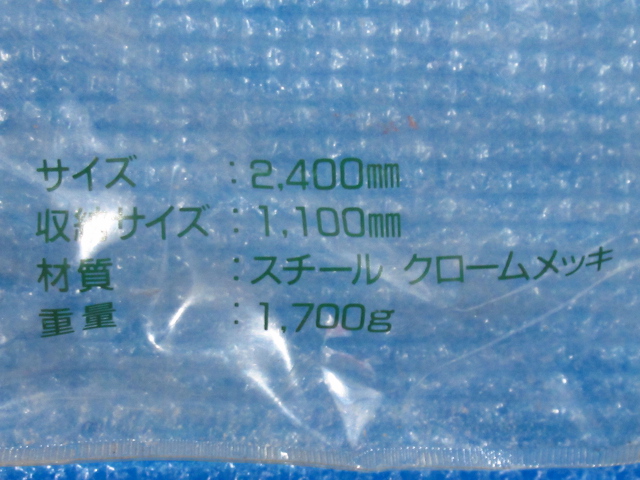 サイズ : 2,400㎜
収納サイズ : 1,100㎜
材質 : スチール クロームメッキ
重量 : 1,700g